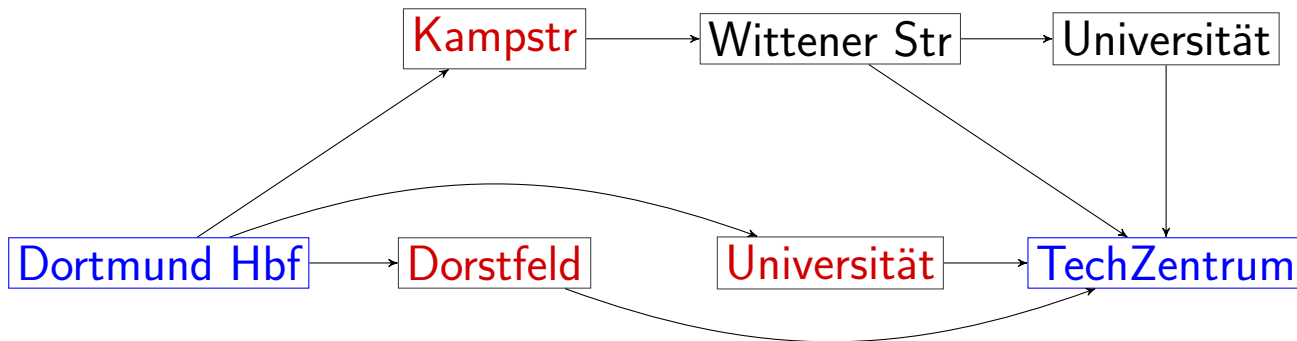 Kampstr
Wittener Str
Universität
Dortmund Hbf
Dorstfeld
Universität
TechZentrum